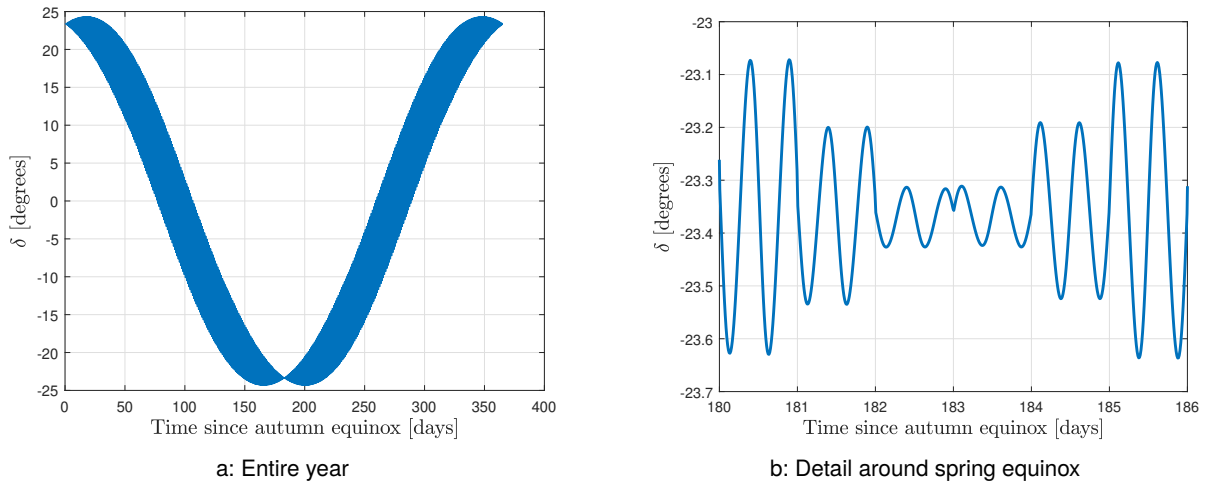 25
20
15
10
5
0
-5
-10
-15
-20
-25
0 50 100 150 200 250 300 350 400
δ [degrees]
Time since autumn equinox [days]
a: Entire year
-23
-23.1
-23.2
-23.3
-23.4
-23.5
-23.6
-23.7
180 181 182 183 184 185 186
δ [degrees]
Time since autumn equinox [days]
b: Detail around spring equinox